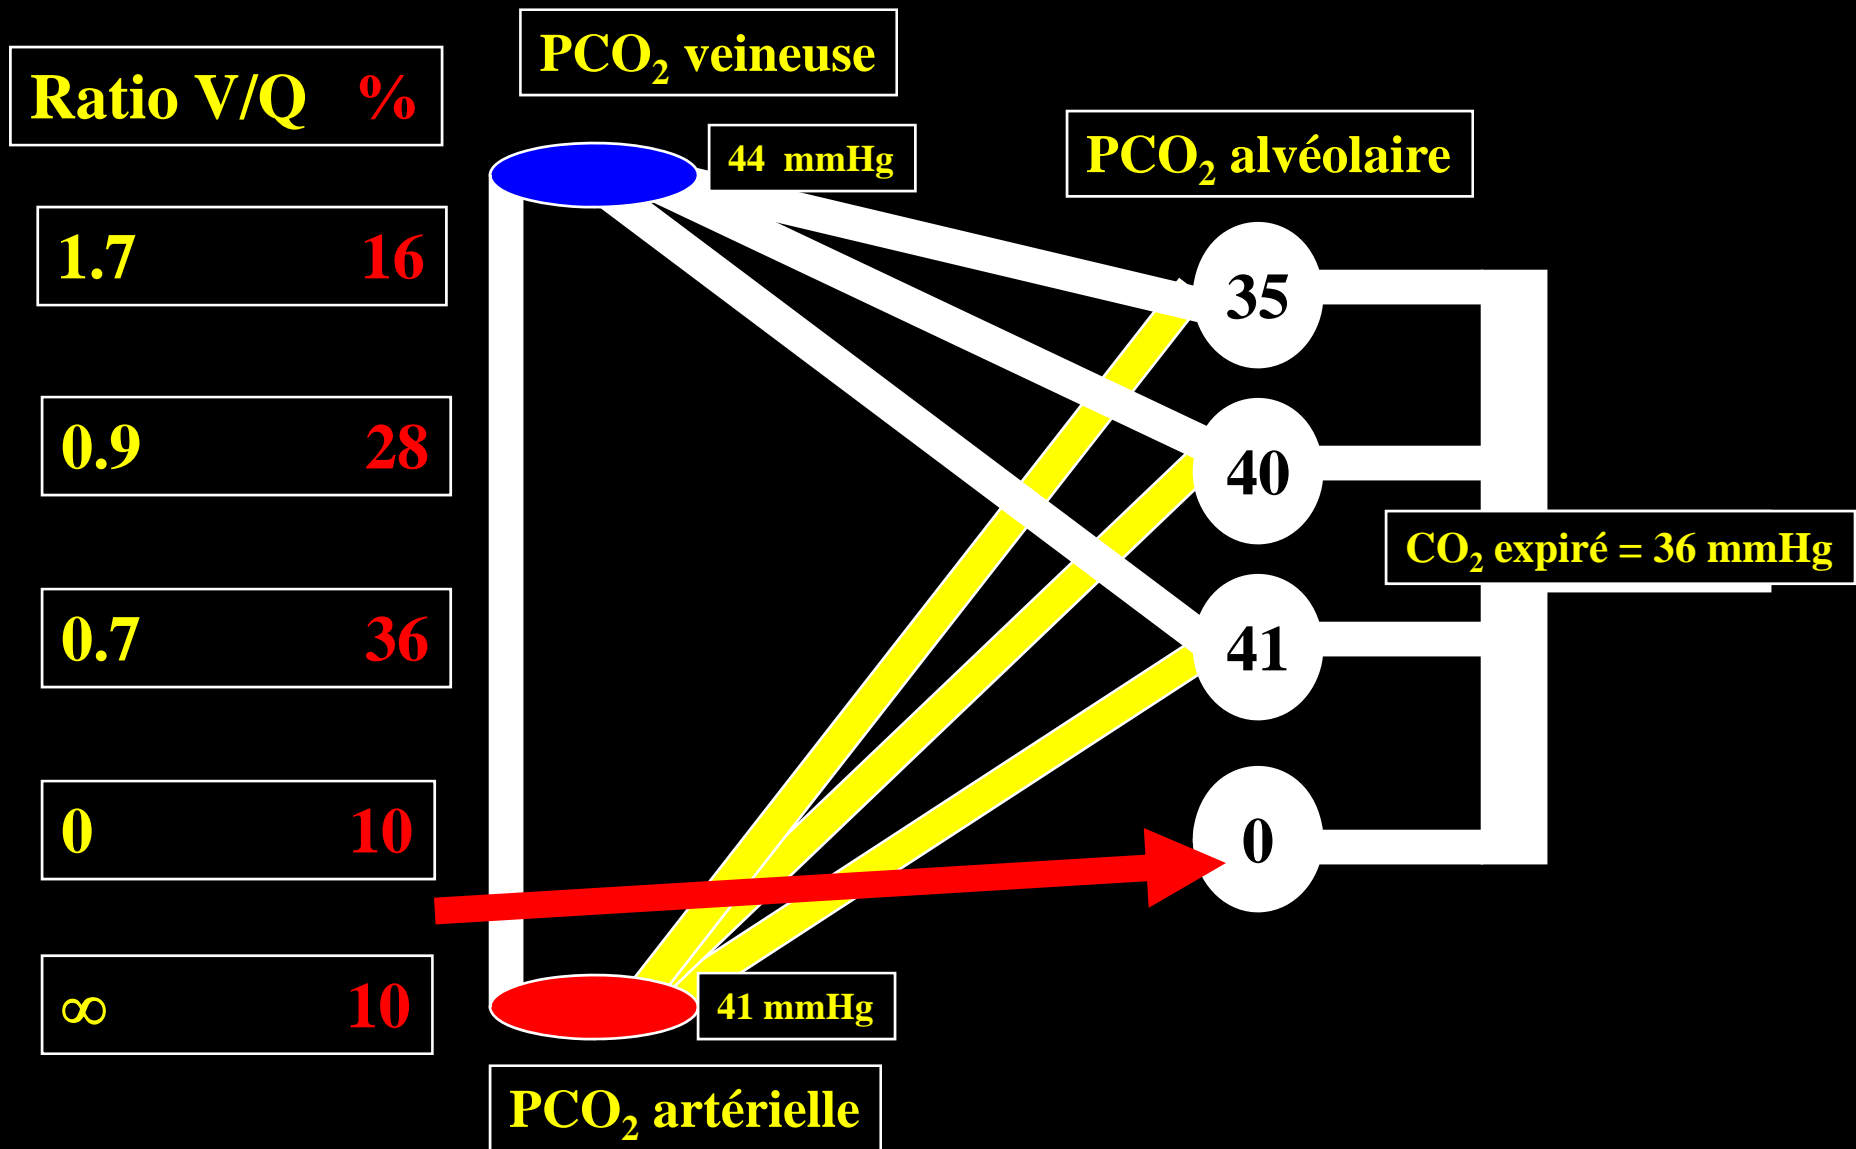 PCO₂ veineuse
Ratio V/Q %
44 mmHg
PCO₂ alvéolaire
1.7 16
35
0.9 28
40
CO₂ expiré = 36 mmHg
0.7 36
41
0 10
0
∞ 10
41 mmHg
PCO₂ artérielle